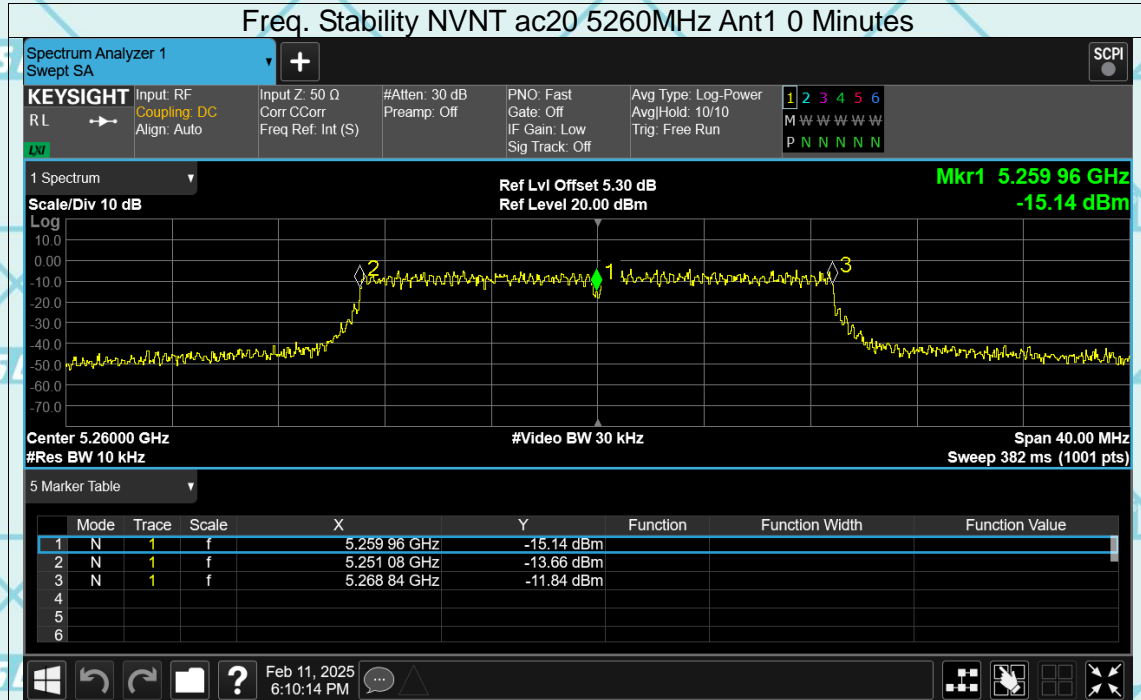 Freq. Stability NVNT ac20 5260MHz Ant1 0 Minutes
Spectrum Analyzer 1
Swept SA
+
SCPI
KEYSIGHT
RL
LXI
Input: RF
Coupling: DC
Align: Auto
Input Z: 50 Ω
Corr CCorr
Freq Ref: Int (S)
#Atten: 30 dB
Preamp: Off
PNO: Fast
Gate: Off
IF Gain: Low
Sig Track: Off
Avg Type: Log-Power
Avg|Hold: 10/10
Trig: Free Run
1 2 3 4 5 6
M W W W W W
P N N N N N
1 Spectrum
Scale/Div 10 dB
Ref Lvl Offset 5.30 dB
Ref Level 20.00 dBm
Mkr1 5.259 96 GHz
-15.14 dBm
Log
10.0
0.00
-10.0
-20.0
-30.0
-40.0
-50.0
-60.0
-70.0
2
1
3
Center 5.26000 GHz
#Video BW 30 kHz
Span 40.00 MHz
#Res BW 10 kHz
Sweep 382 ms (1001 pts)
5 Marker Table
Mode Trace Scale X Y Function Function Width Function Value
1 N 1 f 5.259 96 GHz -15.14 dBm
2 N 1 f 5.251 08 GHz -13.66 dBm
3 N 1 f 5.268 84 GHz -11.84 dBm
4
5
6
?
Feb 11, 2025
6:10:14 PM